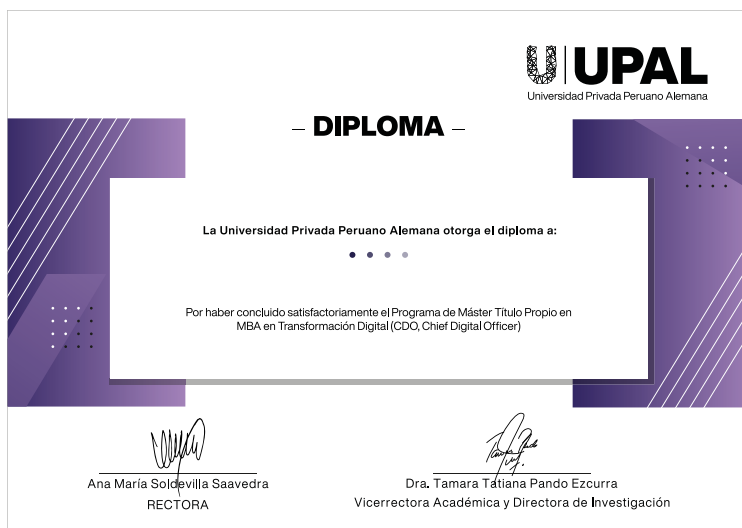 UPAL
Universidad Privada Peruano Alemana
– DIPLOMA –
La Universidad Privada Peruano Alemana otorga el diploma a:
Por haber concluido satisfactoriamente el Programa de Máster Título Propio en
MBA en Transformación Digital (CDO, Chief Digital Officer)
Ana María Soldevilla Saavedra
RECTORA
Dra. Tamara Tatiana Pando Ezcurra
Vicerrectora Académica y Directora de Investigación